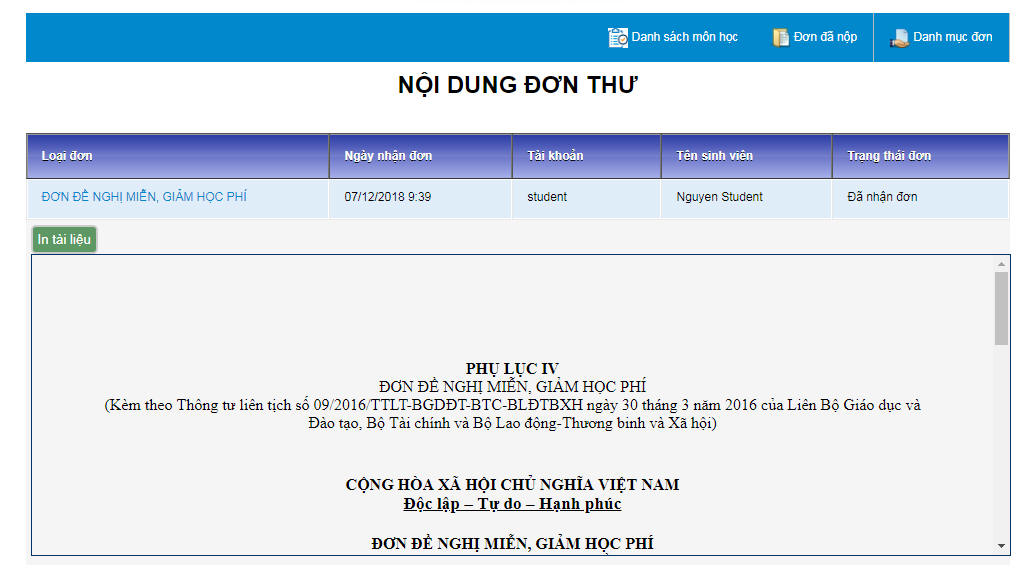 Danh sách môn học Đơn đã nộp Danh mục đơn
NỘI DUNG ĐƠN THƯ
Loại đơn Ngày nhận đơn Tài khoản Tên sinh viên Trạng thái đơn
ĐƠN ĐỀ NGHỊ MIỄN, GIẢM HỌC PHÍ 07/12/2018 9:39 student Nguyen Student Đã nhận đơn
In tài liệu
PHỤ LỤC IV
ĐƠN ĐỀ NGHỊ MIỄN, GIẢM HỌC PHÍ
(Kèm theo Thông tư liên tịch số 09/2016/TTLT-BGDĐT-BTC-BLĐTBXH ngày 30 tháng 3 năm 2016 của Liên Bộ Giáo dục và
Đào tạo, Bộ Tài chính và Bộ Lao động-Thương binh và Xã hội)
CỘNG HÒA XÃ HỘI CHỦ NGHĨA VIỆT NAM
Độc lập – Tự do – Hạnh phúc
ĐƠN ĐỀ NGHỊ MIỄN, GIẢM HỌC PHÍ